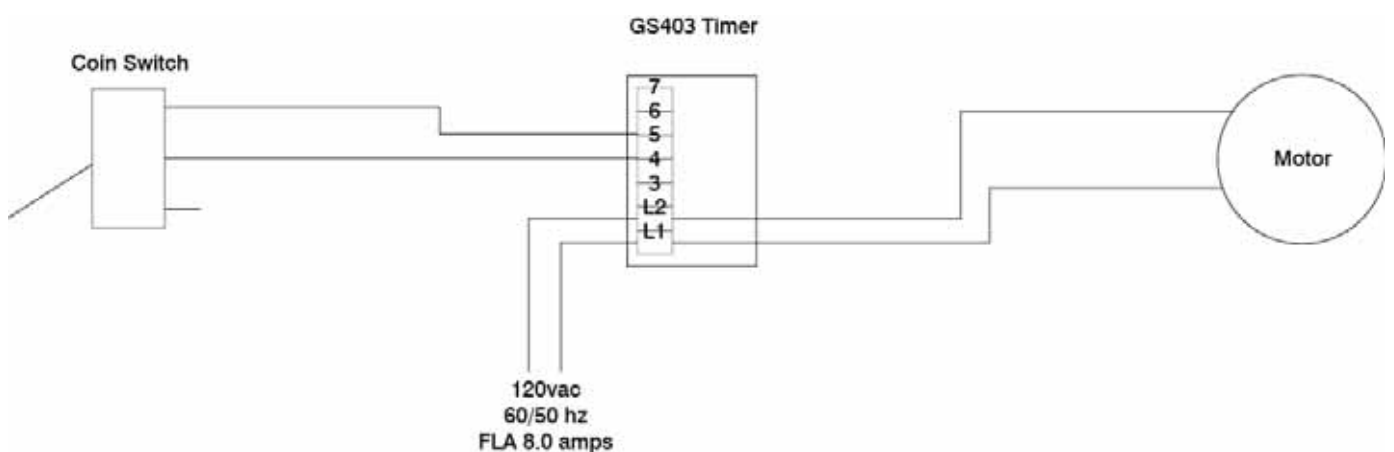 GS403 Timer
Coin Switch
7
6
5
4
3
L2
L1
Motor
120vac
60/50 hz
FLA 8.0 amps